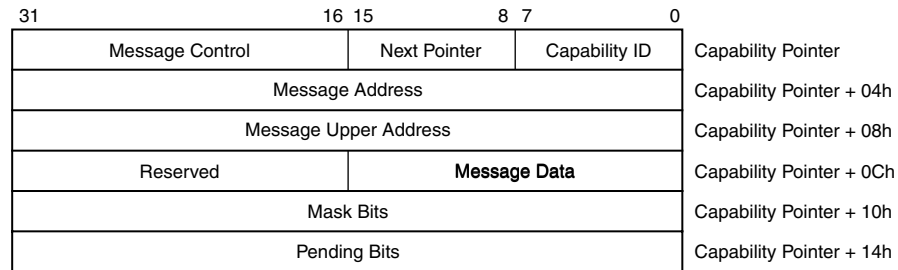 31 16 15 8 7 0
Message Control Next Pointer Capability ID Capability Pointer
Message Address Capability Pointer + 04h
Message Upper Address Capability Pointer + 08h
Reserved Message Data Capability Pointer + 0Ch
Mask Bits Capability Pointer + 10h
Pending Bits Capability Pointer + 14h